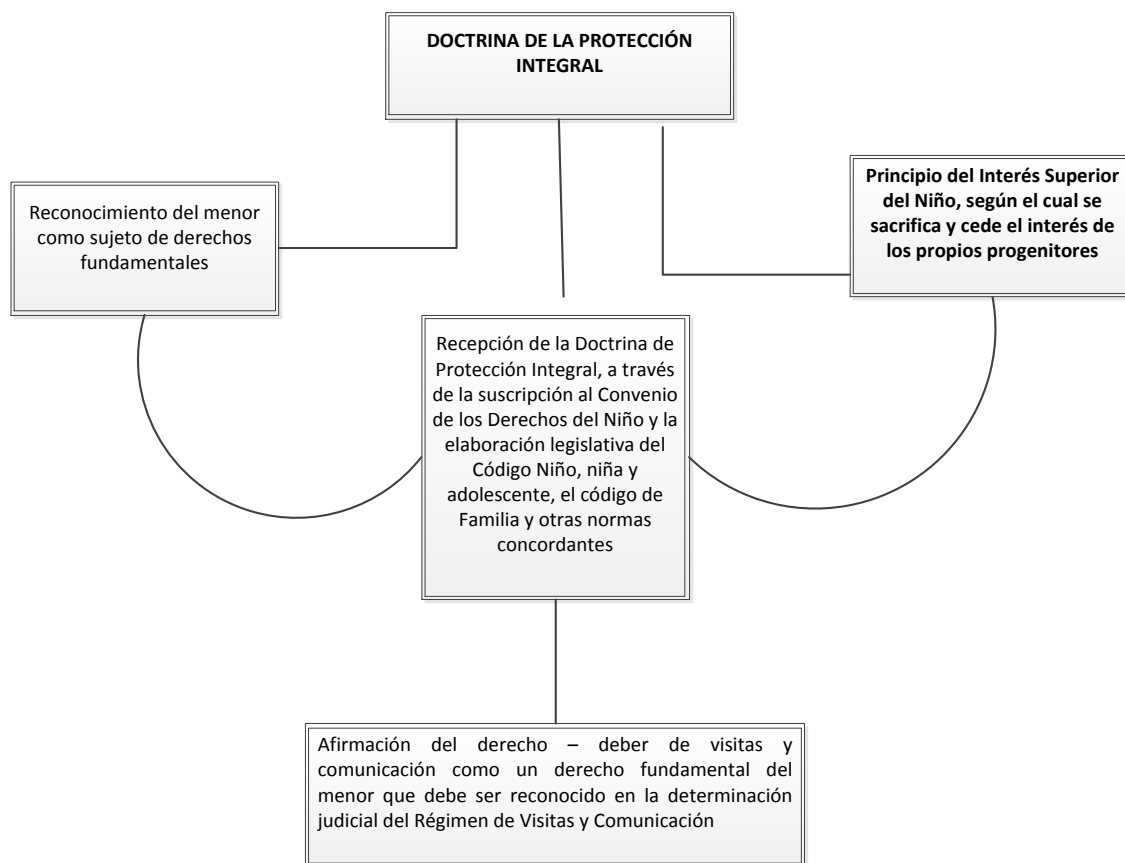 DOCTRINA DE LA PROTECCIÓN
INTEGRAL
Reconocimiento del menor
como sujeto de derechos
fundamentales
Principio del Interés Superior
del Niño, según el cual se
sacrifica y cede el interés de
los propios progenitores
Recepción de la Doctrina de
Protección Integral, a través
de la suscripción al Convenio
de los Derechos del Niño y la
elaboración legislativa del
Código Niño, niña y
adolescente, el código de
Familia y otras normas
concordantes
Afirmación del derecho – deber de visitas y
comunicación como un derecho fundamental del
menor que debe ser reconocido en la determinación
judicial del Régimen de Visitas y Comunicación